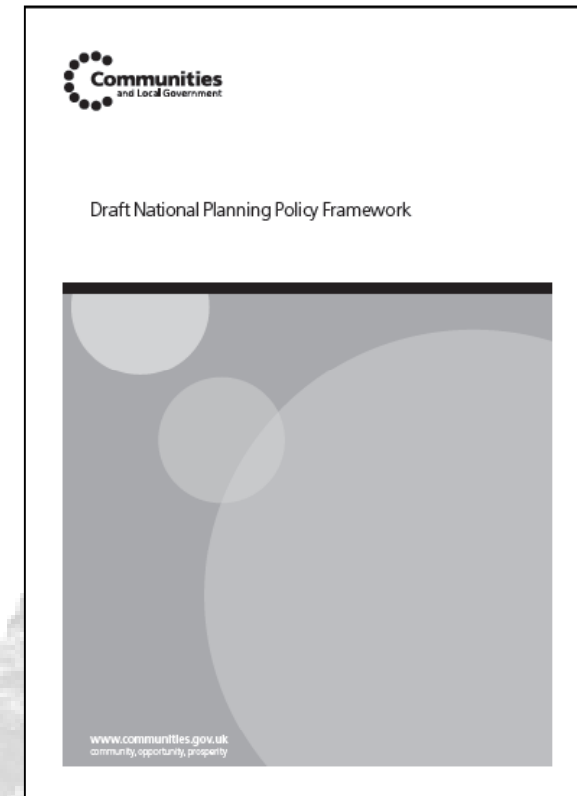 Communities
and Local Government
Draft National Planning Policy Framework
www.communities.gov.uk
community, opportunity, prosperity